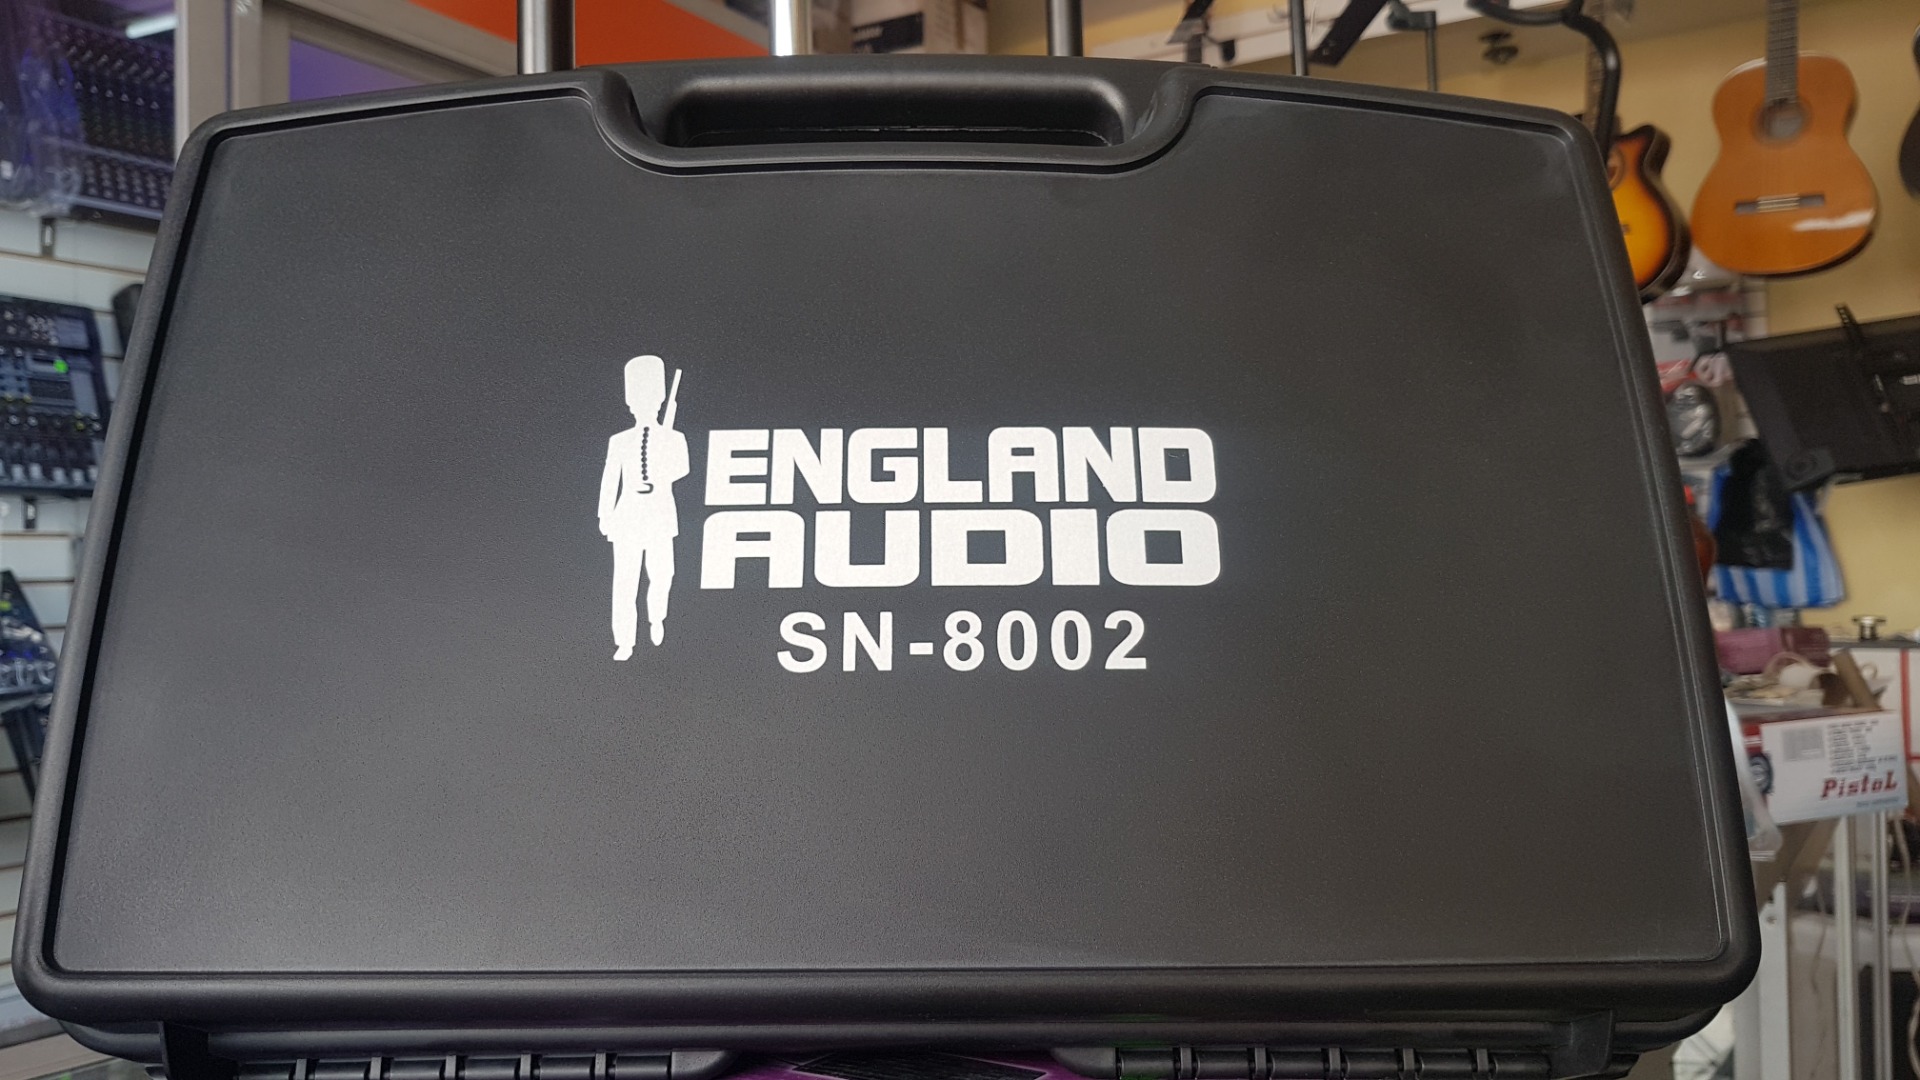 ENGLAND
AUDIO
SN-8002
PistoL